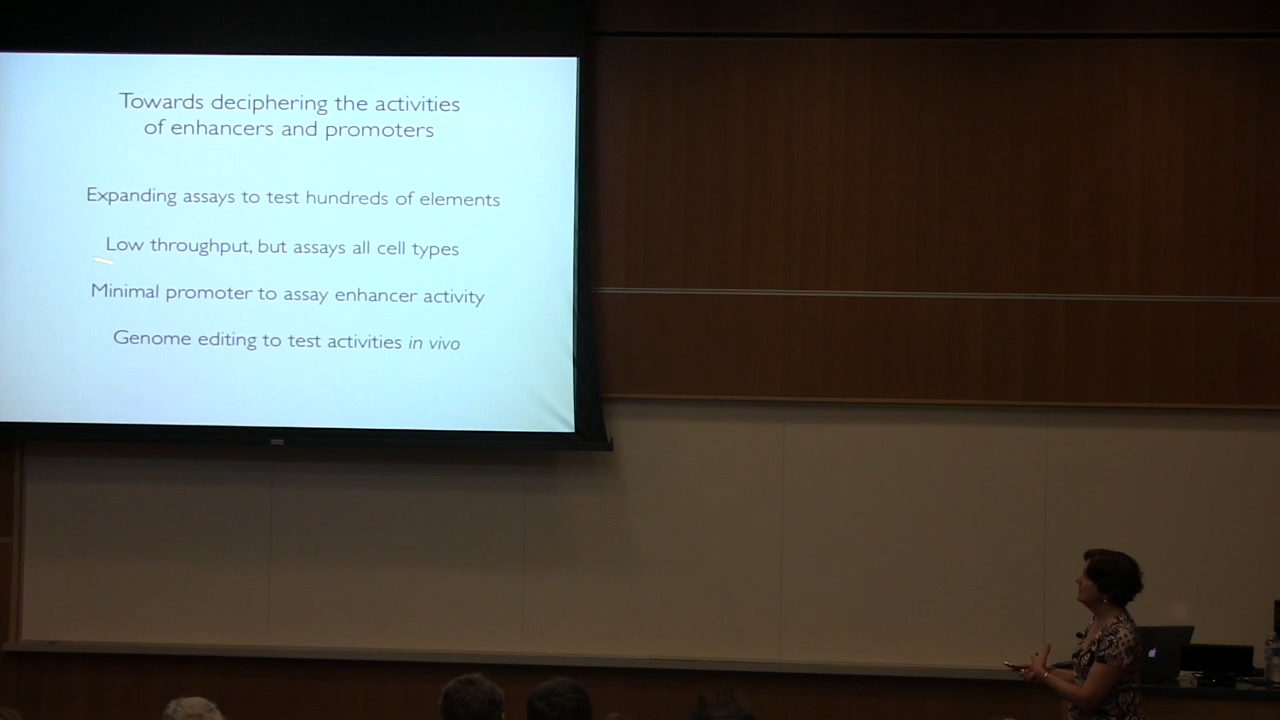 Towards deciphering the activities
of enhancers and promoters
Expanding assays to test hundreds of elements
Low throughput, but assays all cell types
Minimal promoter to assay enhancer activity
Genome editing to test activities in vivo